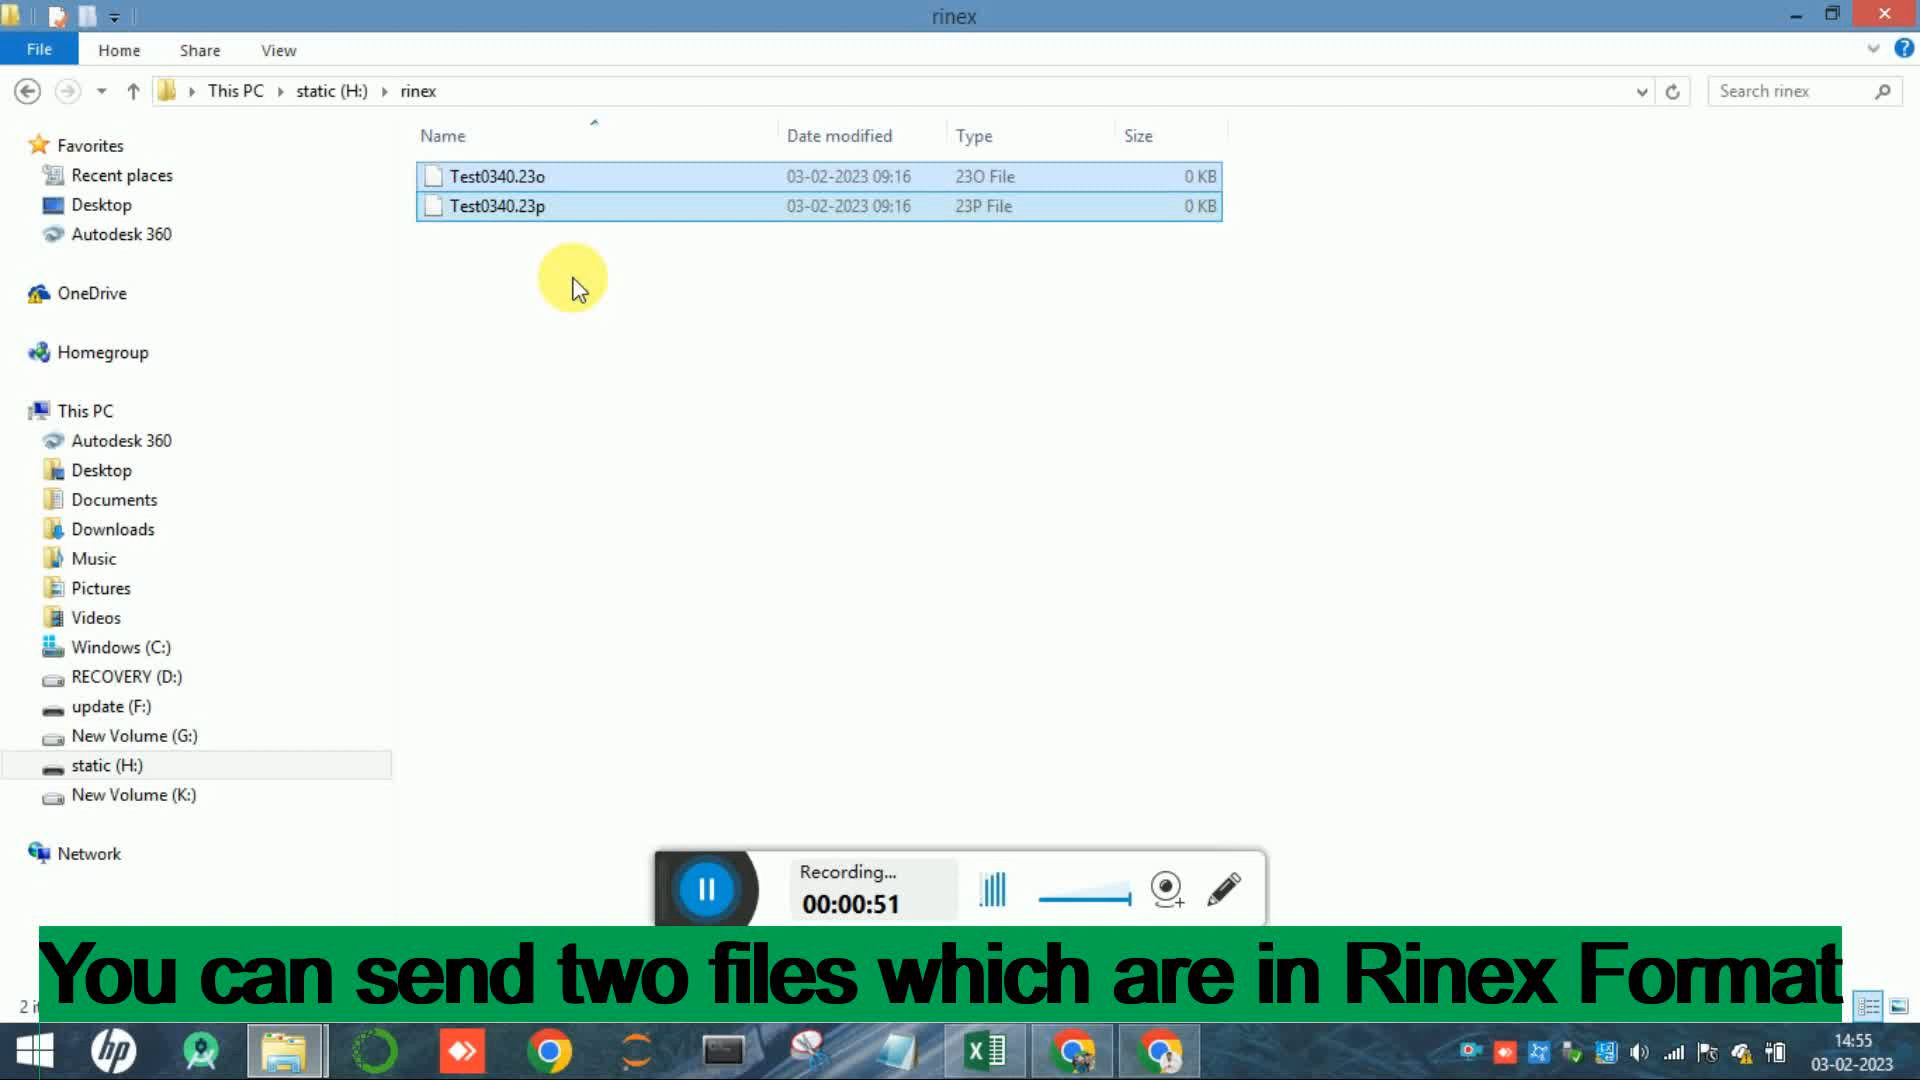 rinex
File Home Share View
This PC static (H:) rinex
Search rinex
Name Date modified Type Size
Test0340.23o 03-02-2023 09:16 23O File 0 KB
Test0340.23p 03-02-2023 09:16 23P File 0 KB
Favorites
Recent places
Desktop
Autodesk 360
OneDrive
Homegroup
This PC
Autodesk 360
Desktop
Documents
Downloads
Music
Pictures
Videos
Windows (C:)
RECOVERY (D:)
update (F:)
New Volume (G:)
static (H:)
New Volume (K:)
Network
Recording...
00:00:51
You can send two files which are in Rinex Format
14:55
03-02-2023